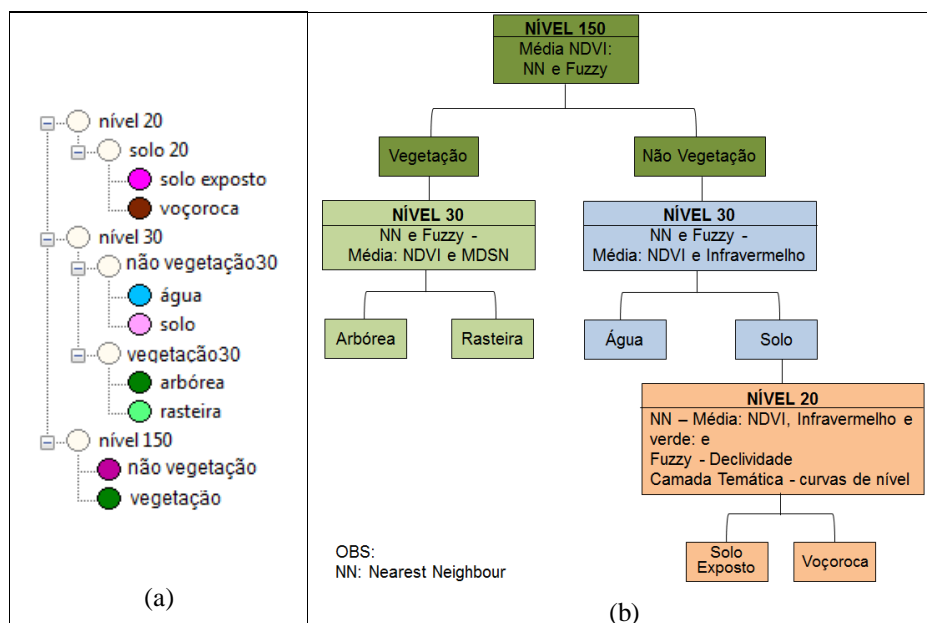 nível 20
solo 20
solo exposto
voçoroca
nível 30
não vegetação30
água
solo
vegetação30
arbórea
rasteira
nível 150
não vegetação
vegetação
(a)
NÍVEL 150
Média NDVI:
NN e Fuzzy
Vegetação
Não Vegetação
NÍVEL 30
NN e Fuzzy -
Média: NDVI e MDSN
NÍVEL 30
NN e Fuzzy -
Média: NDVI e Infravermelho
Arbórea
Rasteira
Água
Solo
NÍVEL 20
NN – Média: NDVI, Infravermelho e
verde: e
Fuzzy - Declividade
Camada Temática - curvas de nível
Solo
Exposto
Voçoroca
OBS:
NN: Nearest Neighbour
(b)